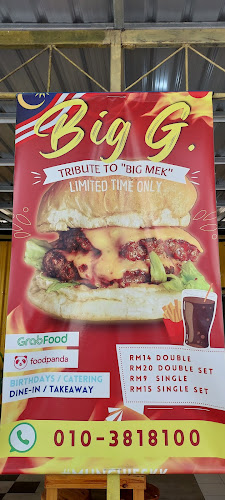 Big G.
TRIBUTE TO "BIG MEK"
LIMITED TIME ONLY
GrabFood
foodpanda
BIRTHDAYS / CATERING
DINE-IN / TAKEAWAY
RM14 DOUBLE
RM20 DOUBLE SET
RM9 SINGLE
RM15 SINGLE SET
010-3818100